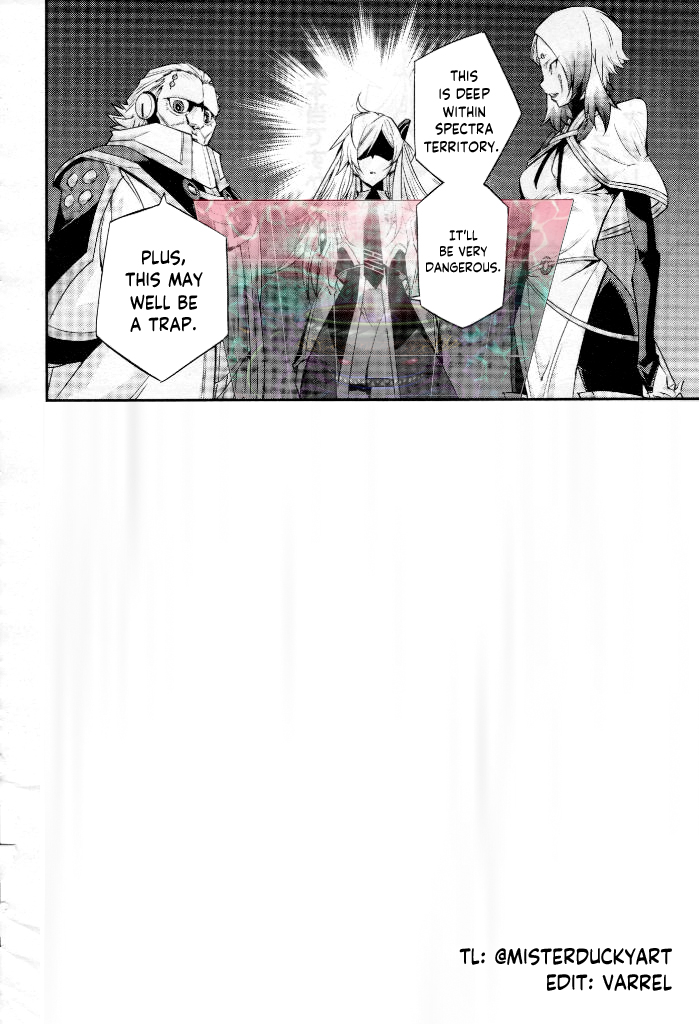 THIS
IS DEEP
WITHIN
SPECTRA
TERRITORY.
IT'LL
BE VERY
DANGEROUS.
PLUS,
THIS MAY
WELL BE
A TRAP.
TL: @MISTERDUCKYART
EDIT: VARREL